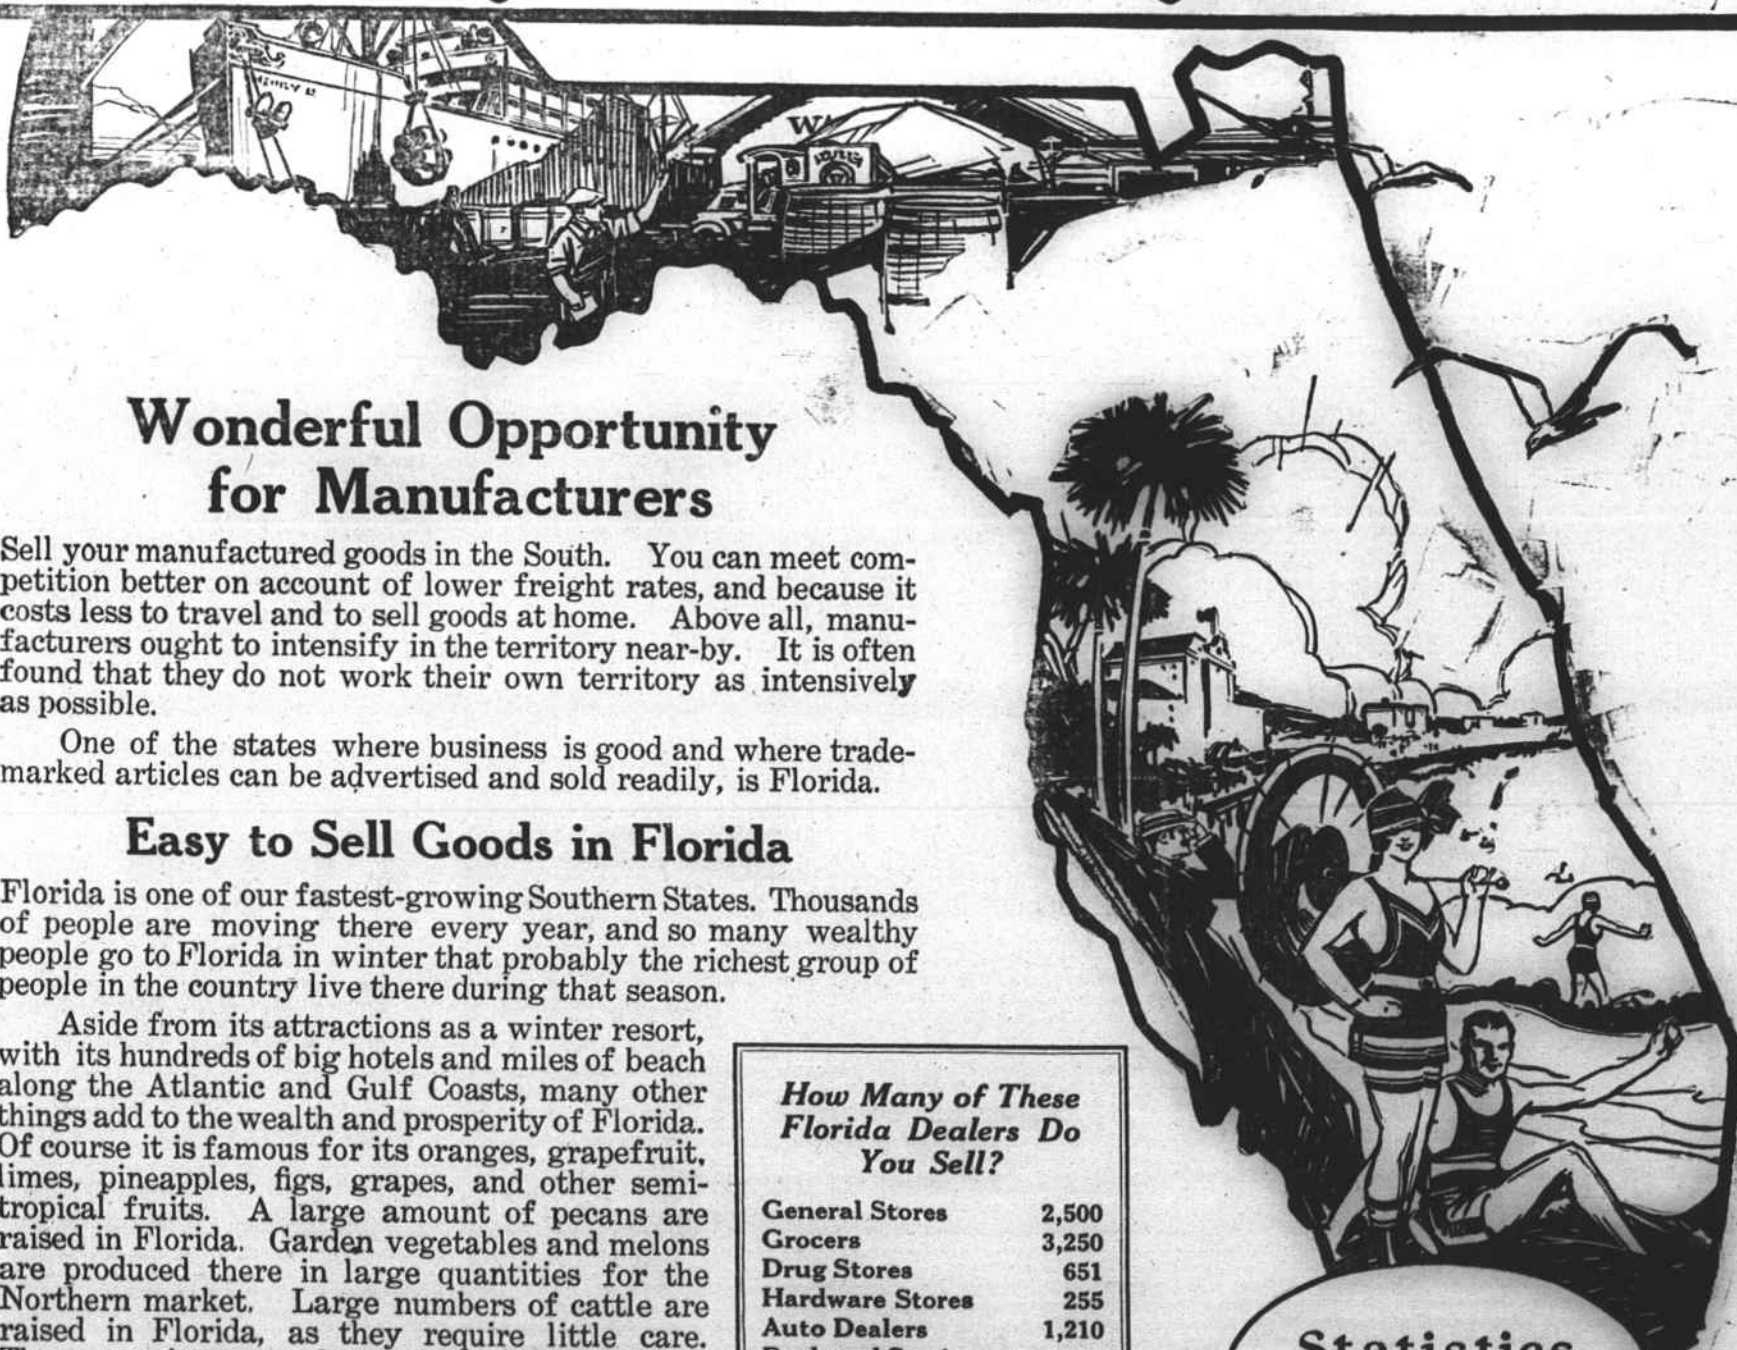 WA
Wonderful Opportunity
for Manufacturers
Sell your manufactured goods in the South. You can meet com-
petition better on account of lower freight rates, and because it
costs less to travel and to sell goods at home. Above all, manu-
facturers ought to intensify in the territory near-by. It is often
found that they do not work their own territory as intensively
as possible.
One of the states where business is good and where trade-
marked articles can be advertised and sold readily, is Florida.
Easy to Sell Goods in Florida
Florida is one of our fastest-growing Southern States. Thousands
of people are moving there every year, and so many wealthy
people go to Florida in winter that probably the richest group of
people in the country live there during that season.
Aside from its attractions as a winter resort,
with its hundreds of big hotels and miles of beach
along the Atlantic and Gulf Coasts, many other
things add to the wealth and prosperity of Florida.
Of course it is famous for its oranges, grapefruit,
limes, pineapples, figs, grapes, and other semi-
tropical fruits. A large amount of pecans are
raised in Florida. Garden vegetables and melons
are produced there in large quantities for the
Northern market. Large numbers of cattle are
raised in Florida, as they require little care.
How Many of These
Florida Dealers Do
You Sell?
General Stores 2,500
Grocers 3,250
Drug Stores 651
Hardware Stores 255
Auto Dealers 1,210
Statistics